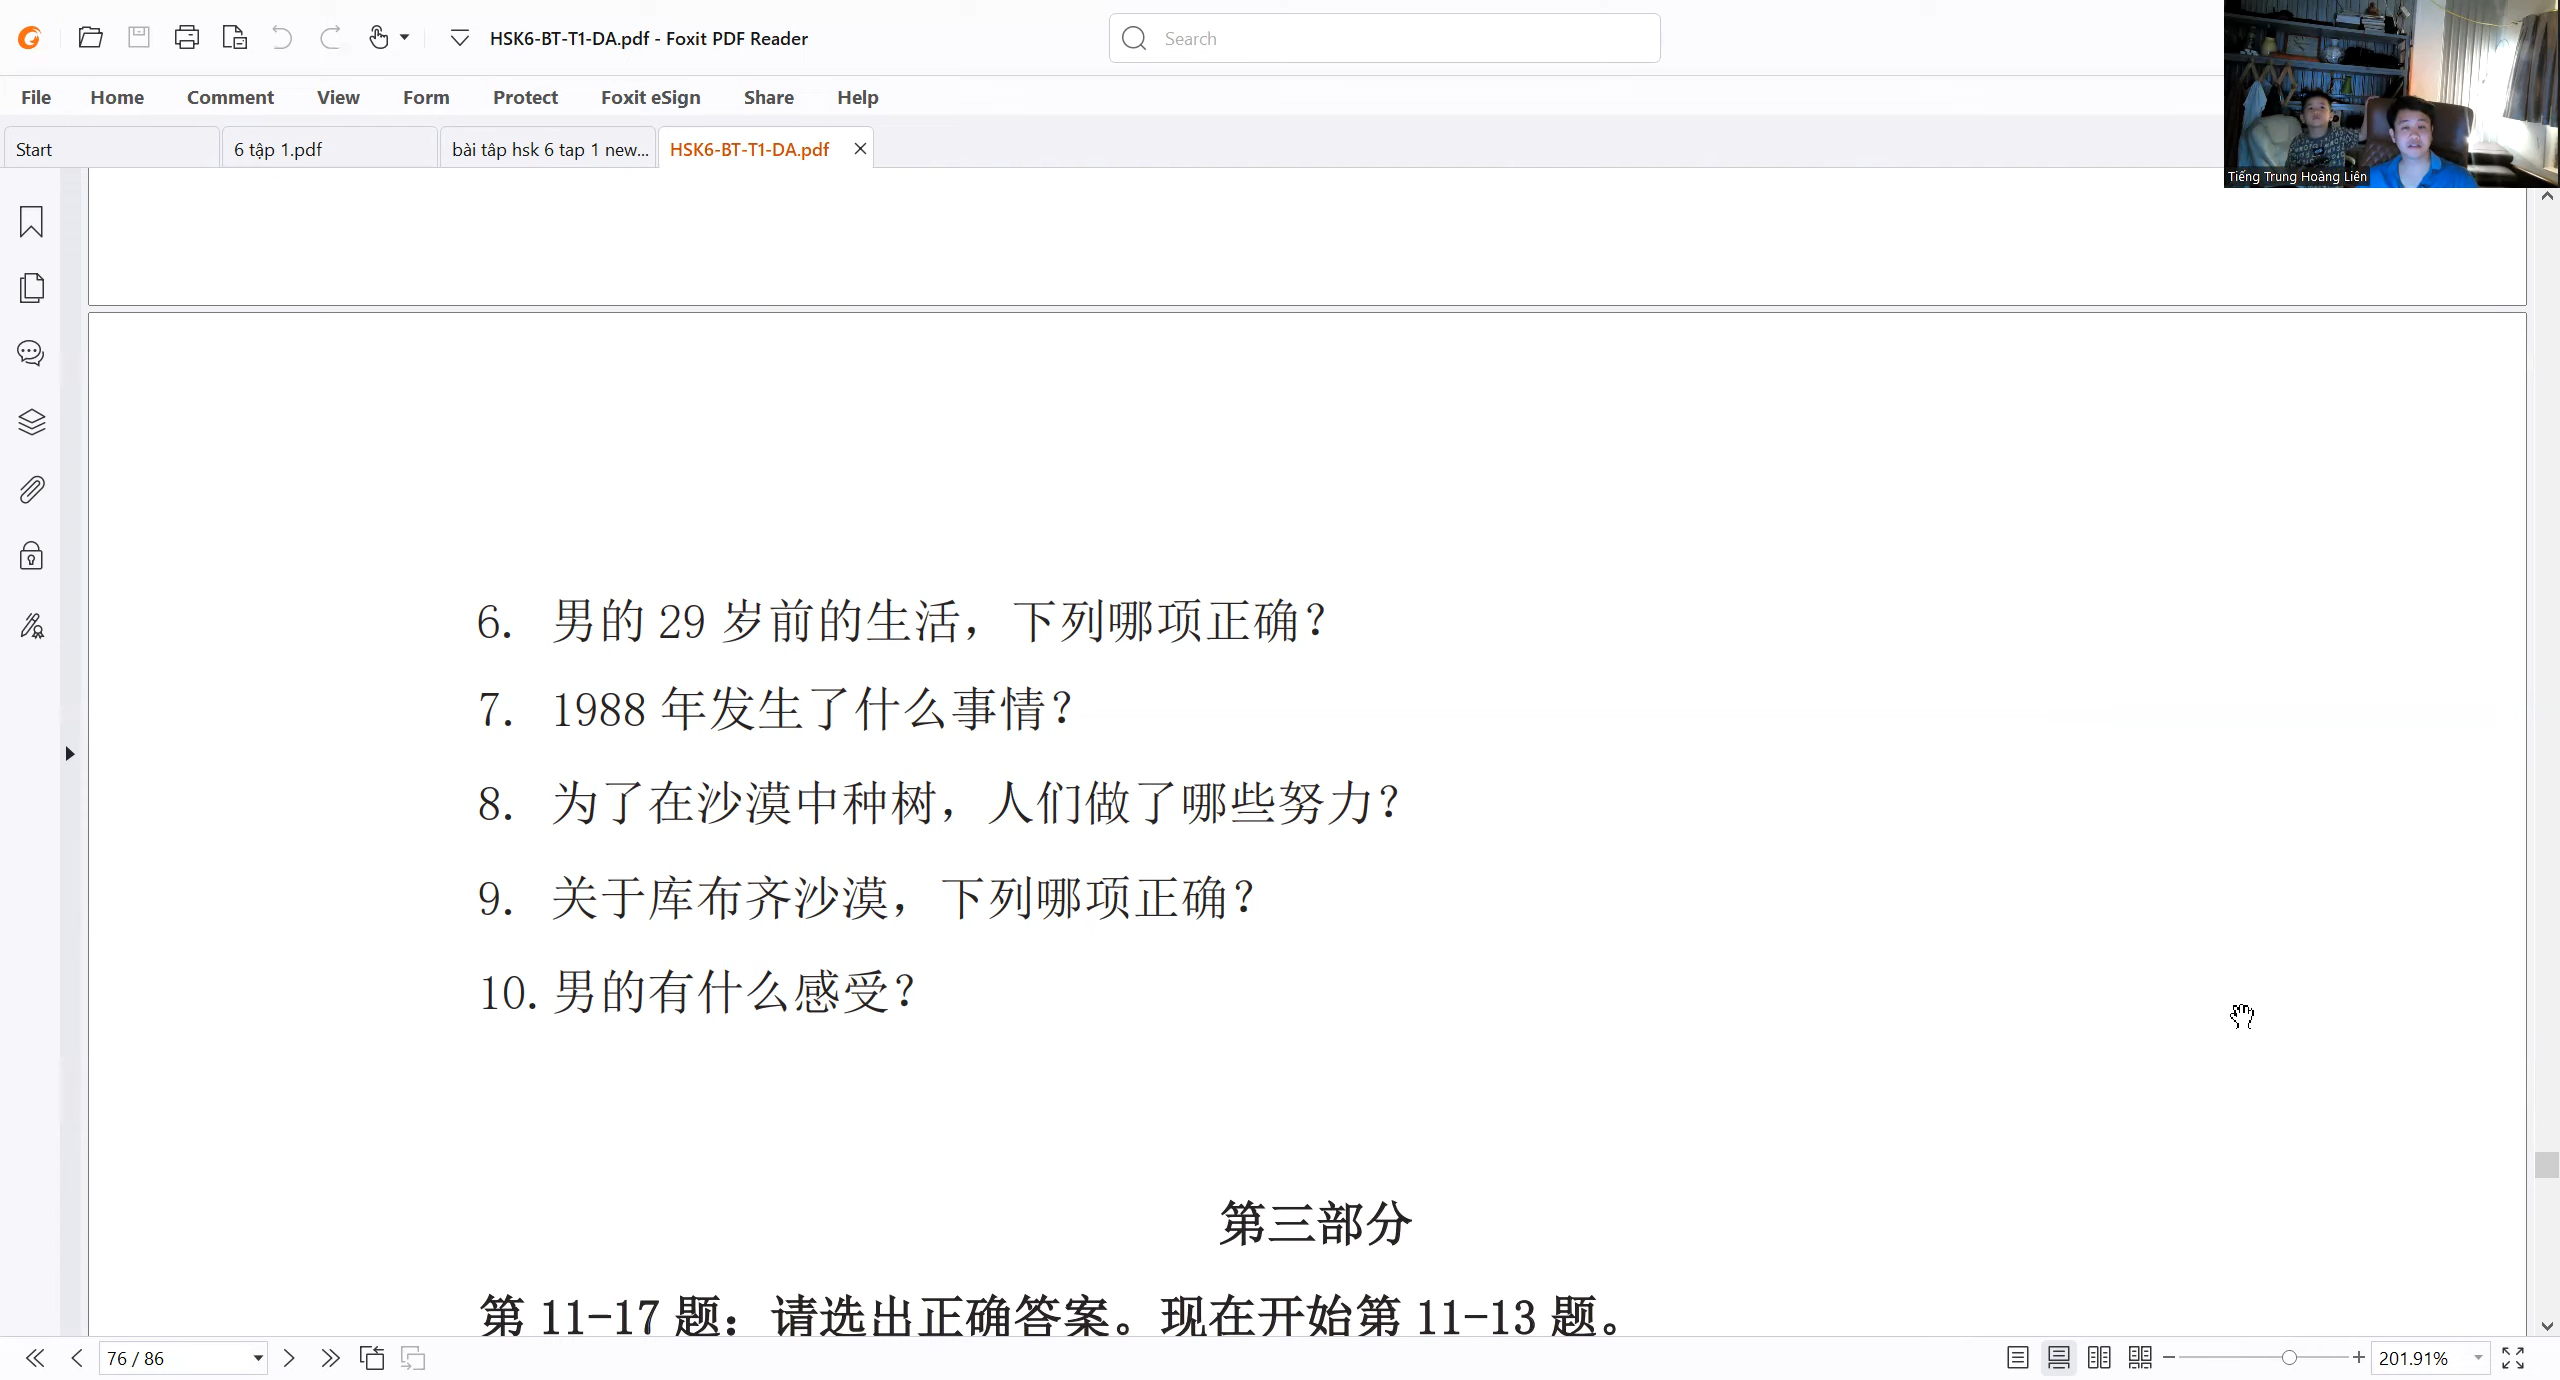 HSK6-BT-T1-DA.pdf - Foxit PDF Reader
Search
File Home Comment View Form Protect Foxit eSign Share Help
Start 6 tập 1.pdf bài tâp hsk 6 tap 1 new... HSK6-BT-T1-DA.pdf
Tiếng Trung Hoàng Liên
6. 男的 29 岁前的生活，下列哪项正确？
7. 1988 年发生了什么事情？
8. 为了在沙漠中种树，人们做了哪些努力？
9. 关于库布齐沙漠，下列哪项正确？
10. 男的有什么感受？
第三部分
第 11-17 题：请选出正确答案。现在开始第 11-13 题。
76 / 86 201.91%